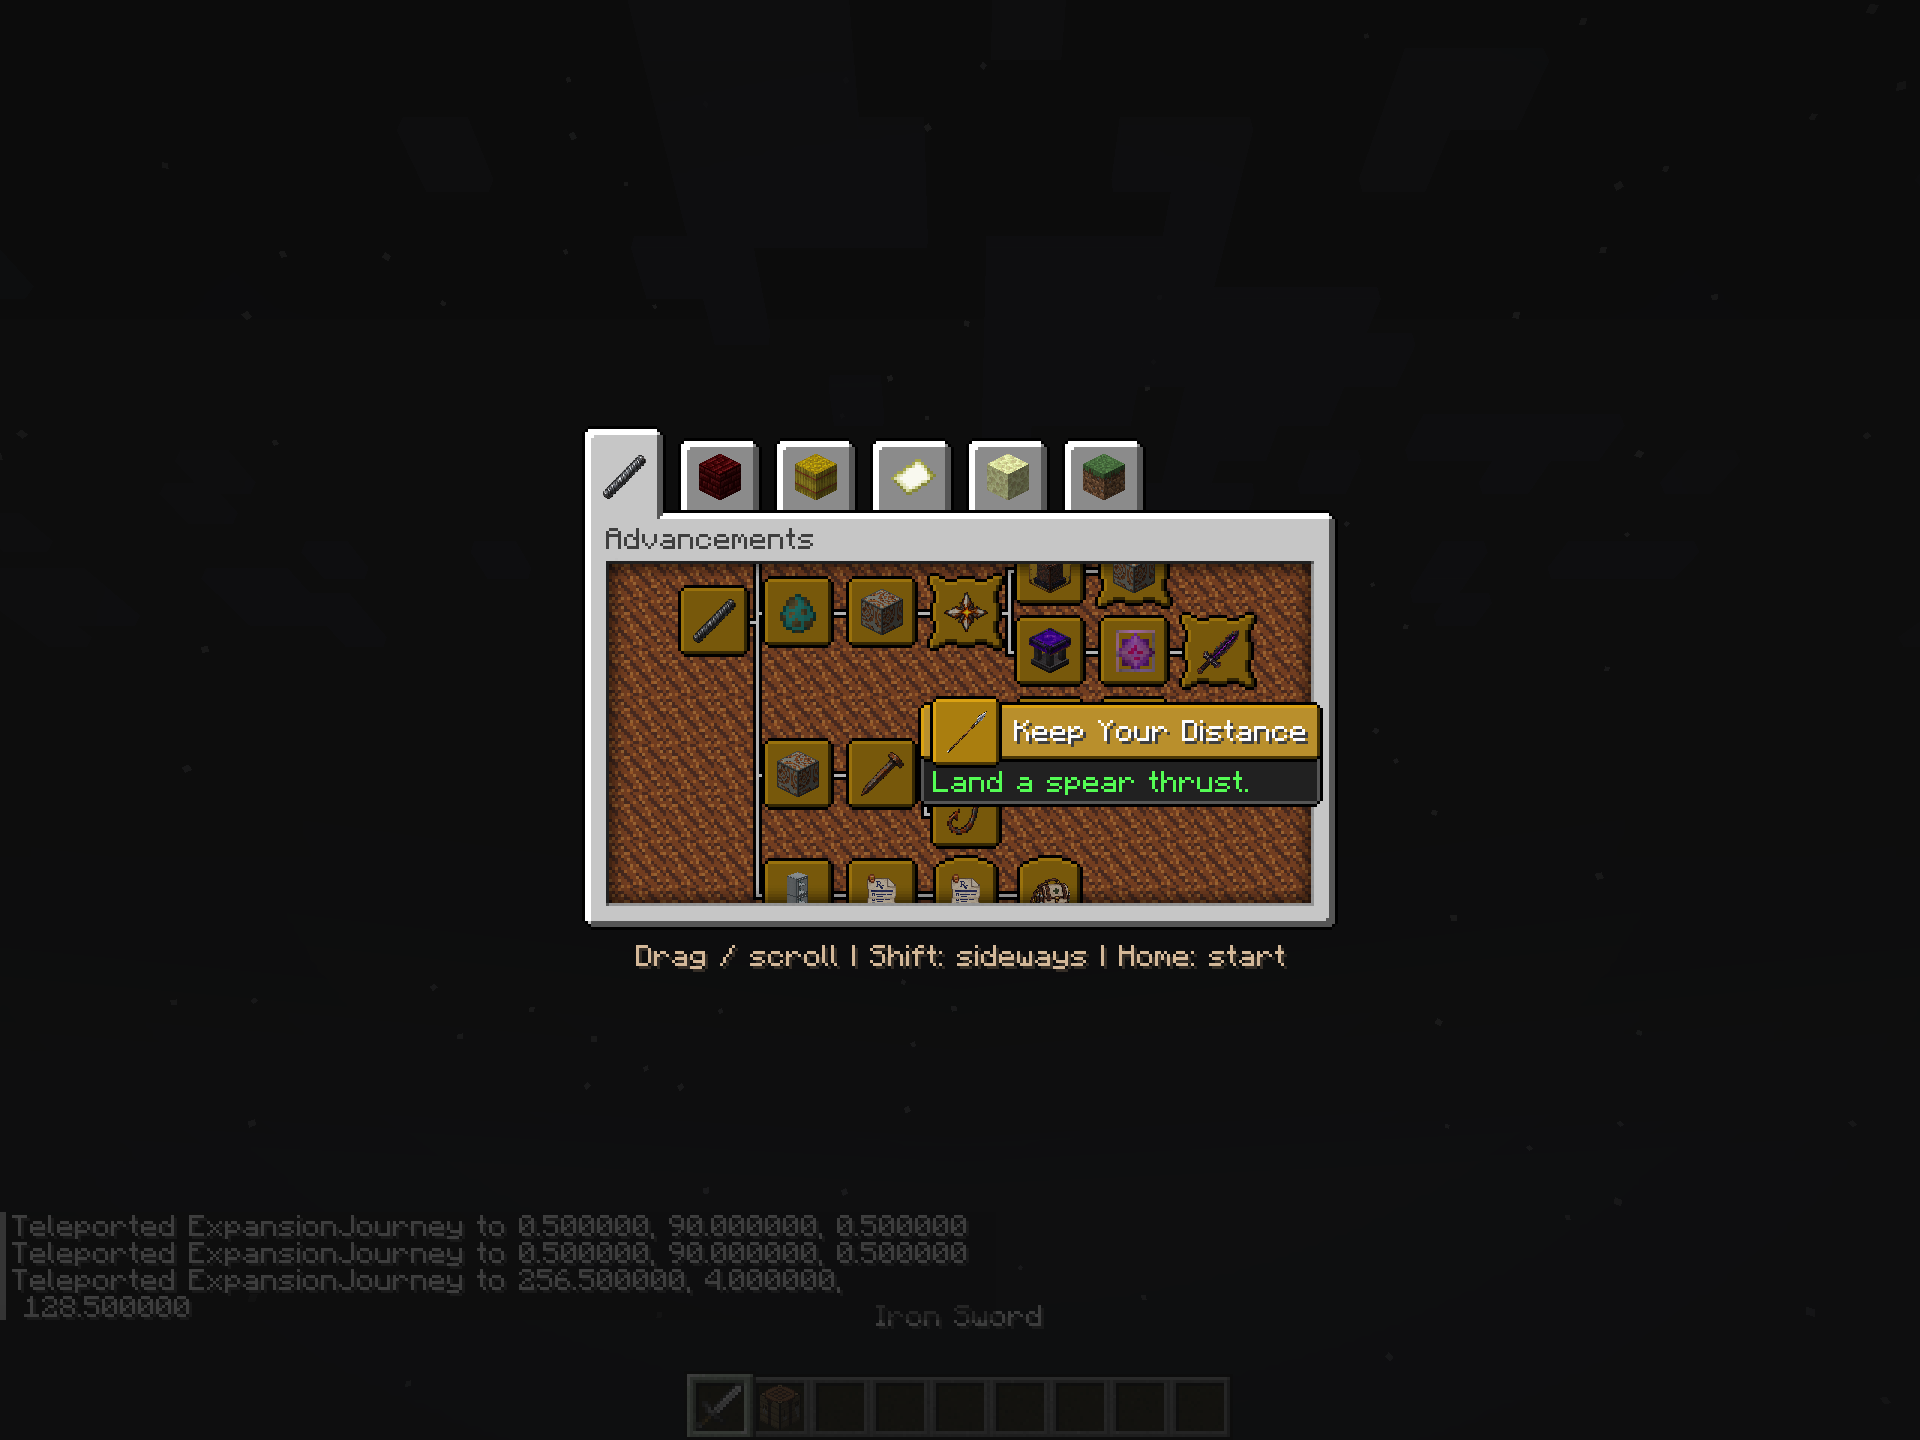 Advancements
Keep Your Distance
Land a spear thrust.
Drag / scroll | Shift: sideways | Home: start
Teleported ExpansionJourney to 0.500000, 90.000000, 0.500000
Teleported ExpansionJourney to 0.500000, 90.000000, 0.500000
Teleported ExpansionJourney to 256.500000, 4.000000,
128.500000
Iron Sword